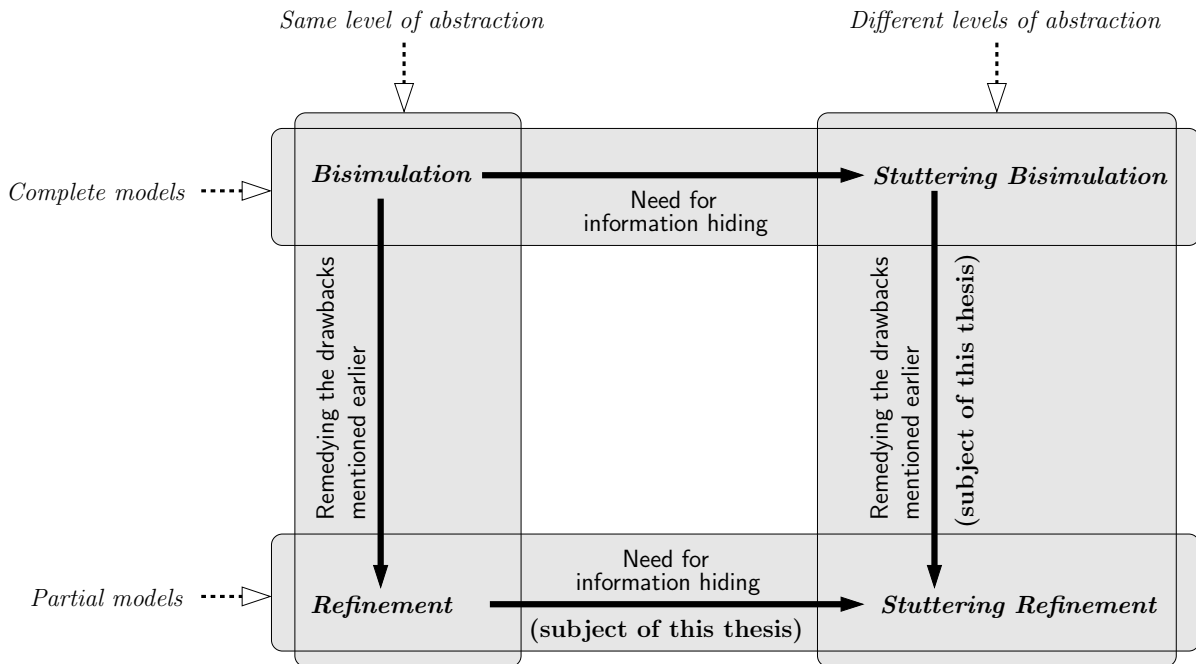 Same level of abstraction
Different levels of abstraction
Complete models
Bisimulation
Stuttering Bisimulation
Need for
information hiding
Remedying the drawbacks
mentioned earlier
Remedying the drawbacks
mentioned earlier
(subject of this thesis)
Partial models
Refinement
Need for
information hiding
(subject of this thesis)
Stuttering Refinement